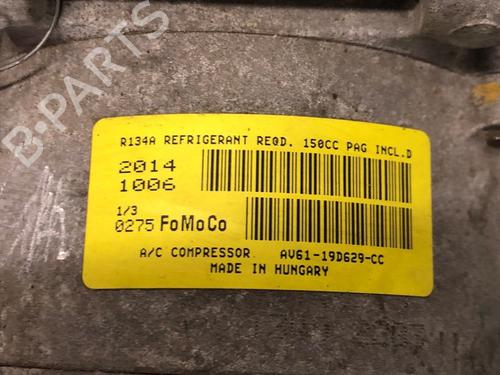 B-PARTS
R134A REFRIGERANT REQD. 150CC PAG INCL.D
2014
1006
1/3
0275 FoMoCo
A/C COMPRESSOR AV61-19D629-CC
MADE IN HUNGARY